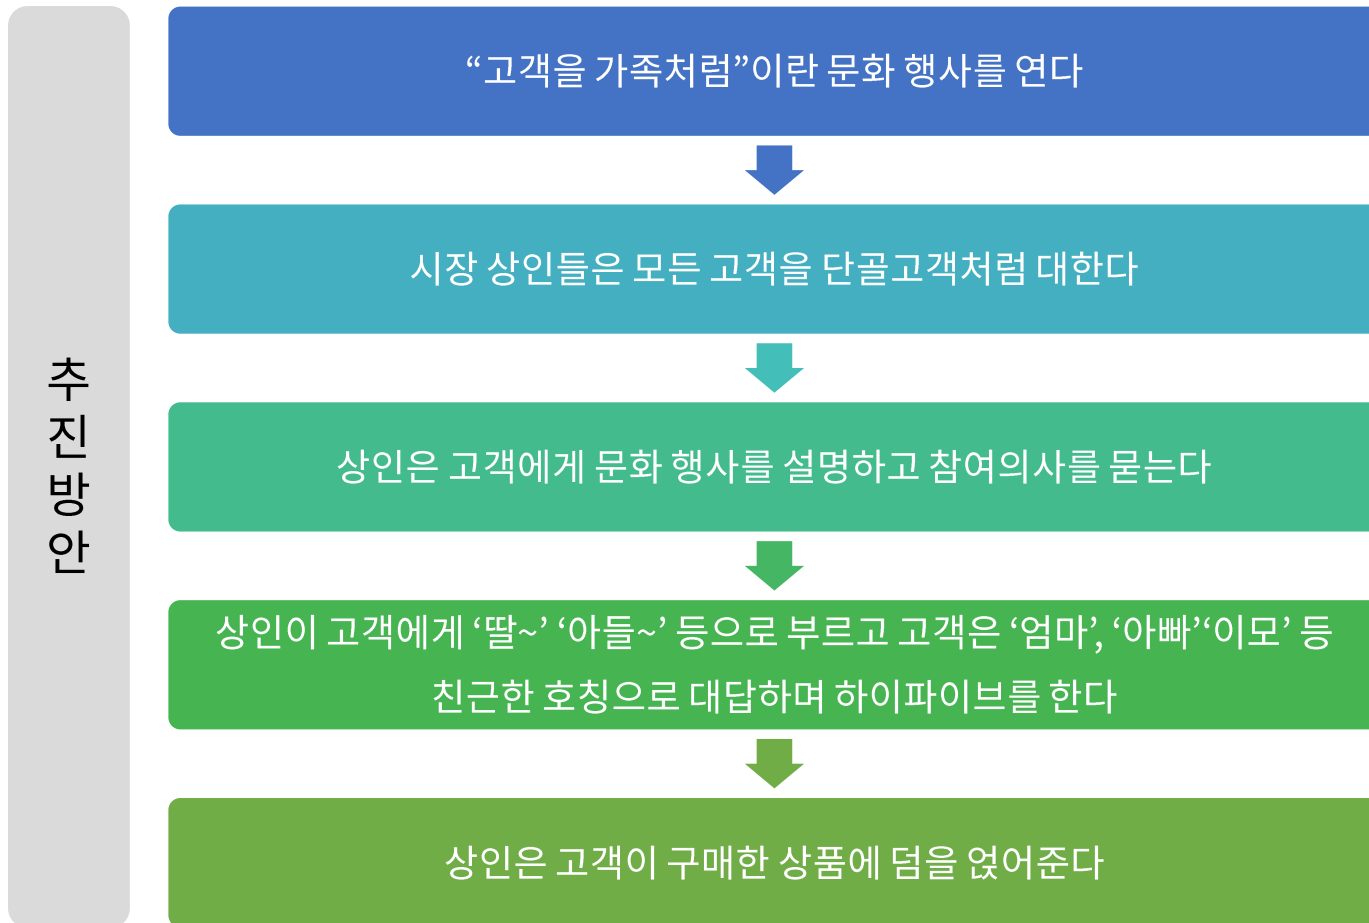 추진방안
“고객을 가족처럼”이란 문화 행사를 연다
시장 상인들은 모든 고객을 단골고객처럼 대한다
상인은 고객에게 문화 행사를 설명하고 참여의사를 묻는다
상인이 고객에게 ‘딸~’ ‘아들~’ 등으로 부르고 고객은 ‘엄마’, ‘아빠’‘이모’ 등
친근한 호칭으로 대답하며 하이파이브를 한다
상인은 고객이 구매한 상품에 덤을 얹어준다